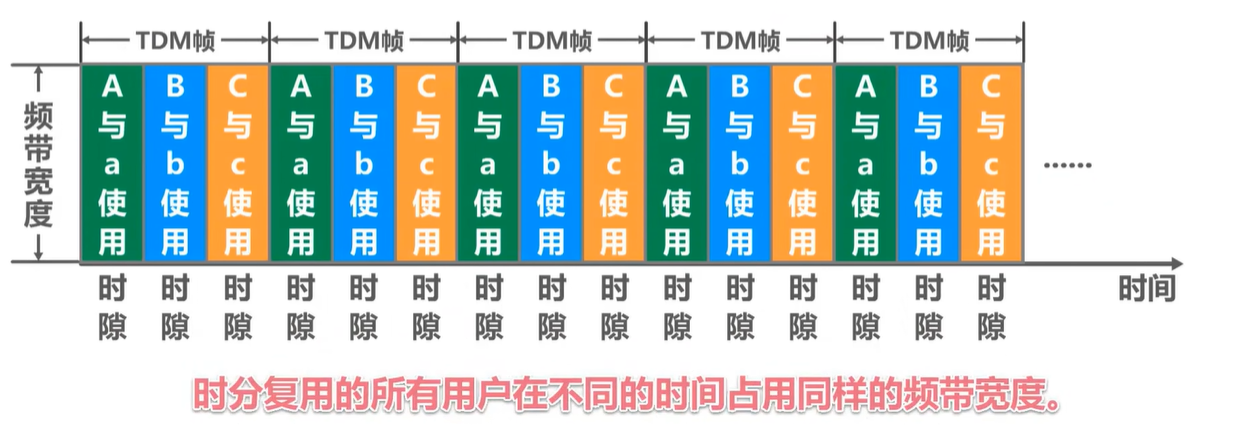 TDM帧 TDM帧 TDM帧 TDM帧 TDM帧
频带宽度
A与a使用
B与b使用
C与c使用
A与a使用
B与b使用
C与c使用
A与a使用
B与b使用
C与c使用
A与a使用
B与b使用
C与c使用
A与a使用
B与b使用
C与c使用
……
时隙 时隙 时隙 时隙 时隙 时隙 时隙 时隙 时隙 时隙 时隙 时隙 时隙 时隙 时隙
时间
时分复用的所有用户在不同的时间占用同样的频带宽度。